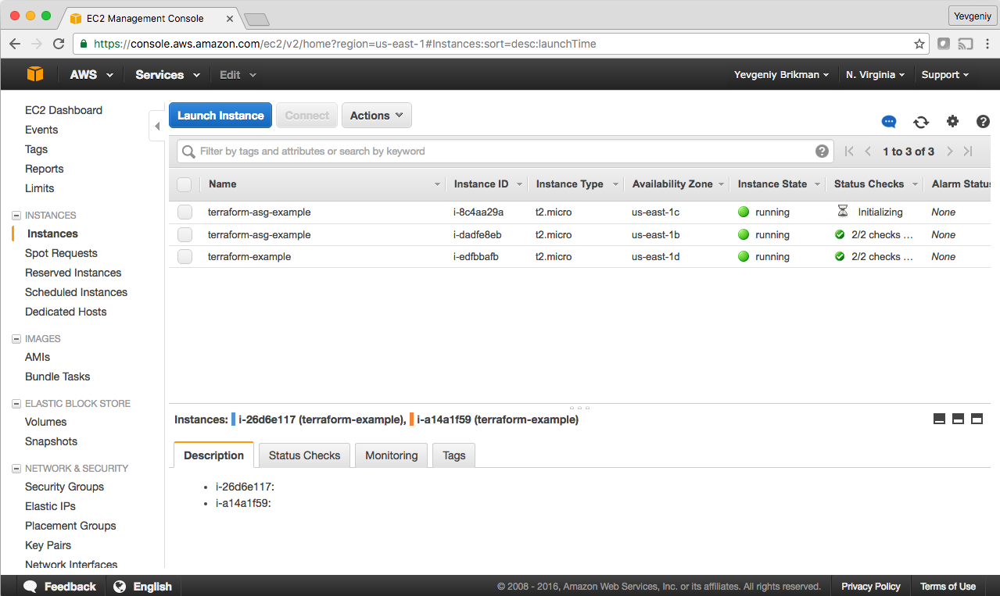 EC2 Management Console
Yevgeniy
https://console.aws.amazon.com/ec2/v2/home?region=us-east-1#Instances:sort=desc:launchTime
AWS Services Edit Yevgeniy Brikman N. Virginia Support
EC2 Dashboard
Events
Tags
Reports
Limits
INSTANCES
Instances
Spot Requests
Reserved Instances
Scheduled Instances
Dedicated Hosts
IMAGES
AMIs
Bundle Tasks
ELASTIC BLOCK STORE
Volumes
Snapshots
NETWORK & SECURITY
Security Groups
Elastic IPs
Placement Groups
Key Pairs
Network Interfaces
Launch Instance Connect Actions
Filter by tags and attributes or search by keyword 1 to 3 of 3
Name Instance ID Instance Type Availability Zone Instance State Status Checks Alarm Status
terraform-asg-example i-8c4aa29a t2.micro us-east-1c running Initializing None
terraform-asg-example i-dadfe8eb t2.micro us-east-1b running 2/2 checks ... None
terraform-example i-edfbbafb t2.micro us-east-1d running 2/2 checks ... None
Instances: i-26d6e117 (terraform-example), i-a14a1f59 (terraform-example)
Description Status Checks Monitoring Tags
• i-26d6e117:
• i-a14a1f59:
Feedback English © 2008 - 2016, Amazon Web Services, Inc. or its affiliates. All rights reserved. Privacy Policy Terms of Use